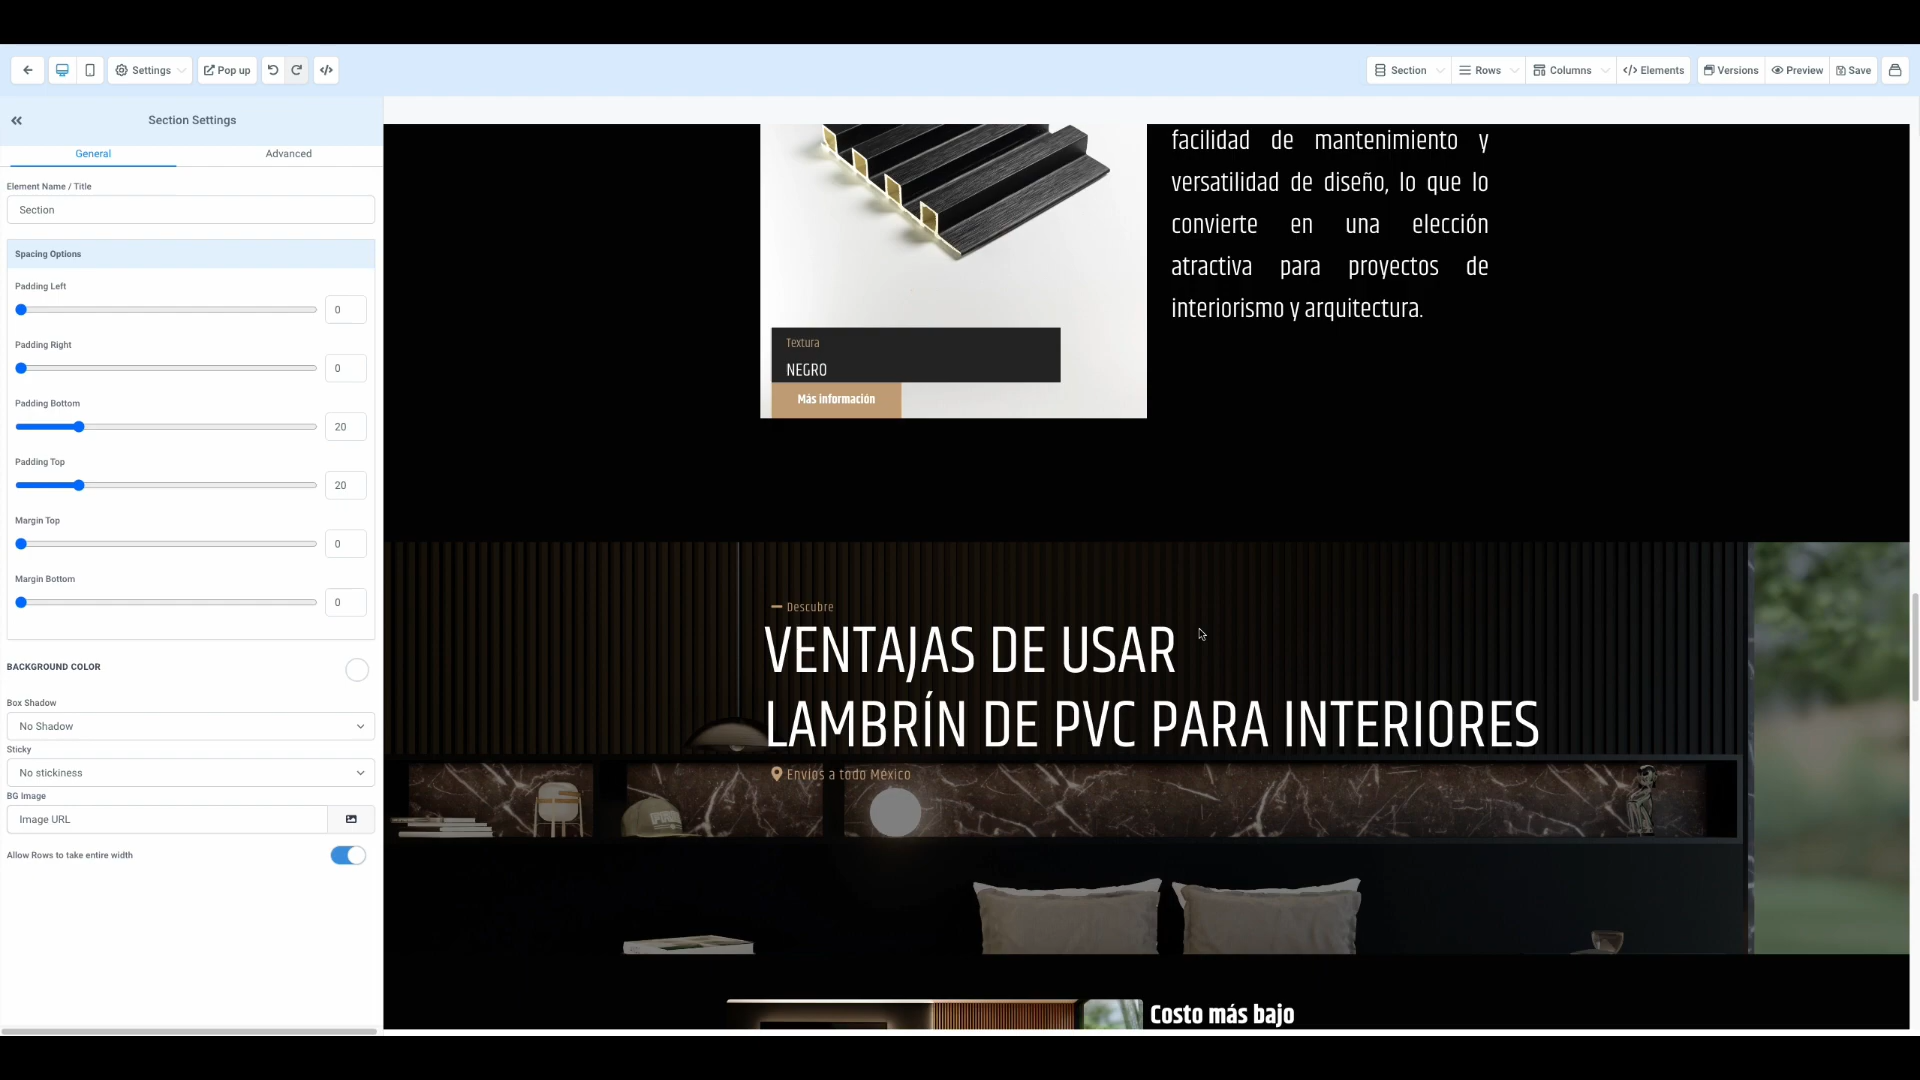 Settings
Pop up
Section
Rows
Columns
</> Elements
Versions
Preview
Save
Section Settings
General
Advanced
Element Name / Title
Section
Spacing Options
Padding Left
0
Padding Right
0
Padding Bottom
20
Padding Top
20
Margin Top
0
Margin Bottom
0
BACKGROUND COLOR
Box Shadow
No Shadow
Sticky
No stickiness
BG Image
Image URL
Allow Rows to take entire width
facilidad de mantenimiento y
versatilidad de diseño, lo que lo
convierte en una elección
atractiva para proyectos de
interiorismo y arquitectura.
Textura
NEGRO
Más información
Descubre
VENTAJAS DE USAR
LAMBRÍN DE PVC PARA INTERIORES
Envíos a todo México
Costo más bajo